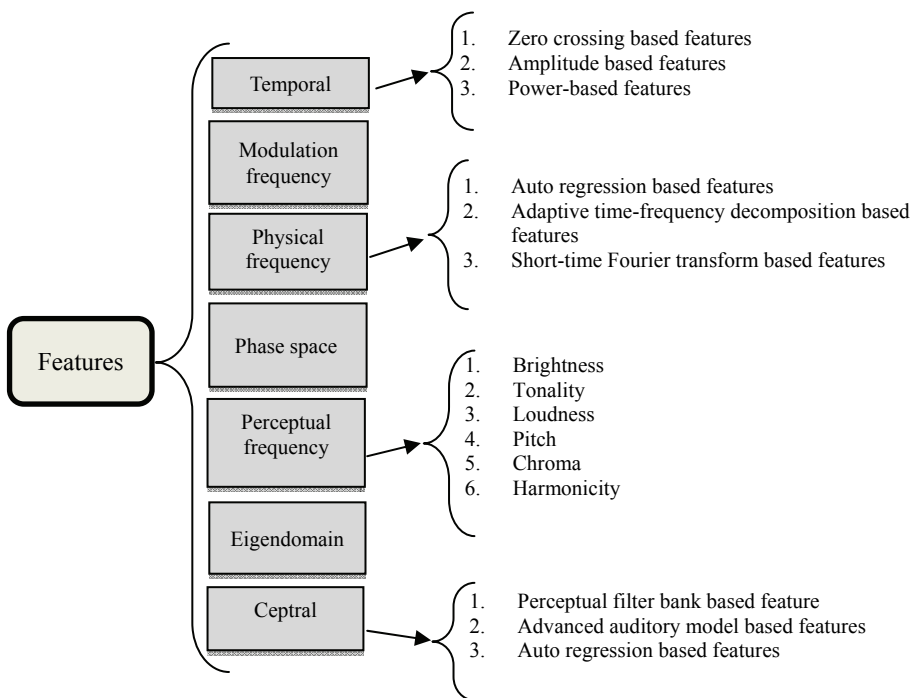 Features
Temporal
1. Zero crossing based features
2. Amplitude based features
3. Power-based features
Modulation
frequency
Physical
frequency
1. Auto regression based features
2. Adaptive time-frequency decomposition based
features
3. Short-time Fourier transform based features
Phase space
Perceptual
frequency
1. Brightness
2. Tonality
3. Loudness
4. Pitch
5. Chroma
6. Harmonicity
Eigendomain
Ceptral
1. Perceptual filter bank based feature
2. Advanced auditory model based features
3. Auto regression based features